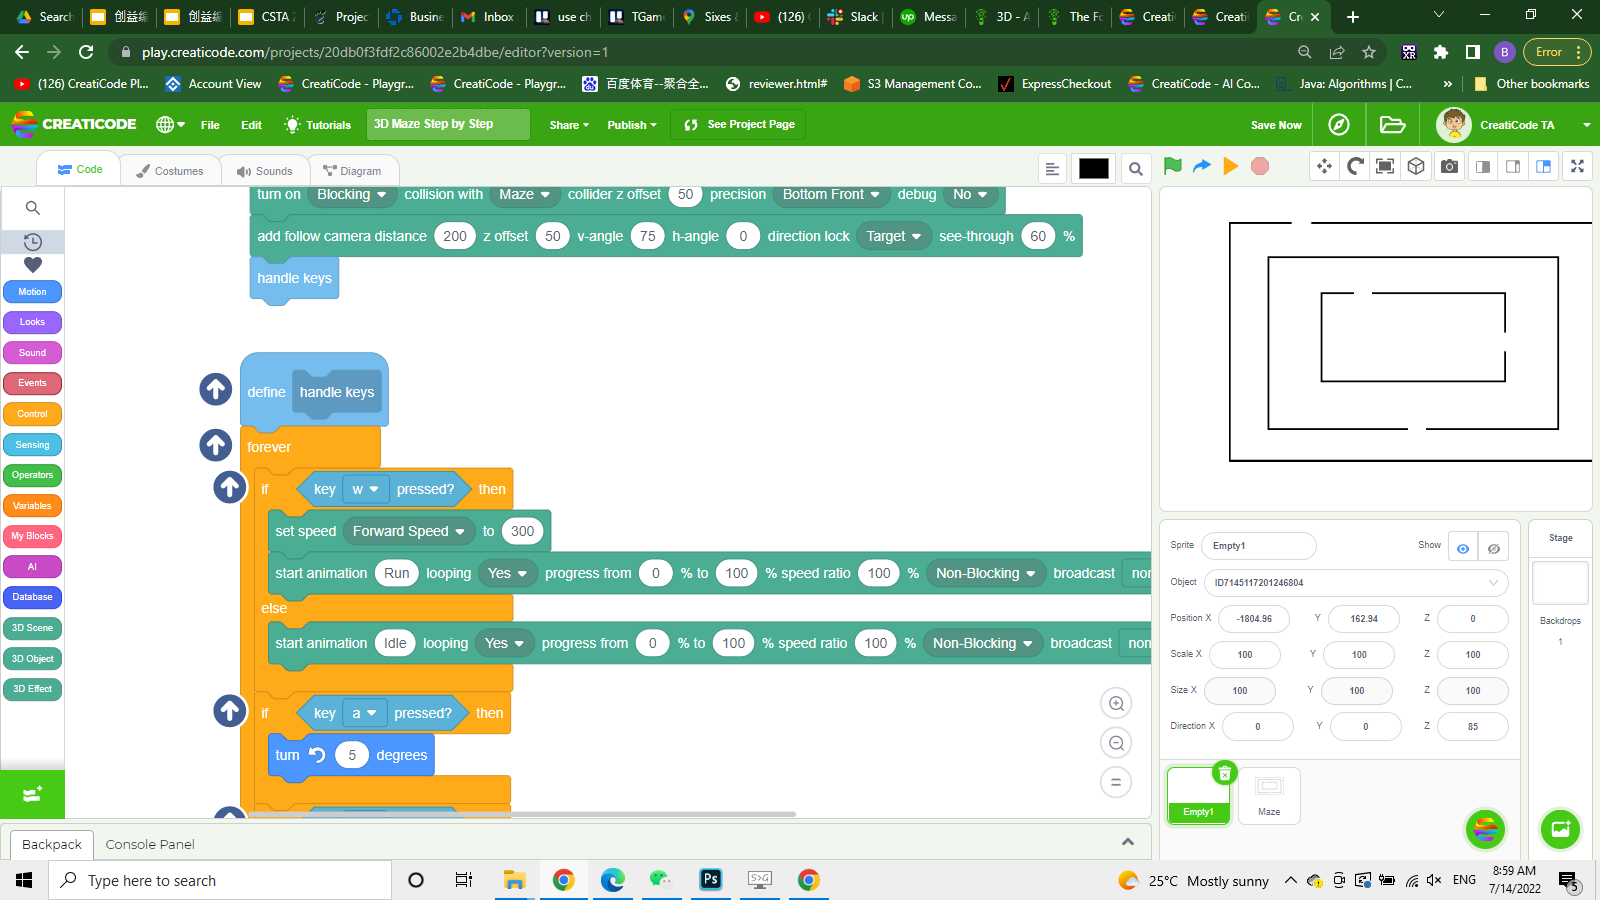 Search
创益编
创益编
CSTA 2
Project
Busine
Inbox
use ch
TGame
Sixes &
(126) C
Slack |
Messa
3D - A
The Fo
Creatic
Creatic
Cr
play.creaticode.com/projects/20db0f3fdf2c86002e2b4dbe/editor?version=1
B
Error
(126) CreatiCode Pl...
Account View
CreatiCode - Playgr...
CreatiCode - Playgr...
百度体育--聚合全...
reviewer.html#
S3 Management Co...
ExpressCheckout
CreatiCode - AI Co...
Java: Algorithms | C...
»
Other bookmarks
CREATICODE
File
Edit
Tutorials
3D Maze Step by Step
Share
Publish
See Project Page
Save Now
CreatiCode TA
Code
Costumes
Sounds
Diagram
Motion
Looks
Sound
Events
Control
Sensing
Operators
Variables
My Blocks
AI
Database
3D Scene
3D Object
3D Effect
turn on Blocking collision with Maze collider z offset 50 precision Bottom Front debug No
add follow camera distance 200 z offset 50 v-angle 75 h-angle 0 direction lock Target see-through 60 %
handle keys
define handle keys
forever
if key w pressed? then
set speed Forward Speed to 300
start animation Run looping Yes progress from 0 % to 100 % speed ratio 100 % Non-Blocking broadcast
else
start animation Idle looping Yes progress from 0 % to 100 % speed ratio 100 % Non-Blocking broadcast
if key a pressed? then
turn 5 degrees
Sprite Empty1 Show
Object ID7145117201246804
Position X -1804.96 Y 162.94 Z 0
Scale X 100 Y 100 Z 100
Size X 100 Y 100 Z 100
Direction X 0 Y 0 Z 85
Empty1
Maze
Stage
Backdrops
1
Backpack
Console Panel
Type here to search
Ps
S>G
25°C Mostly sunny
ENG
8:59 AM
7/14/2022
5